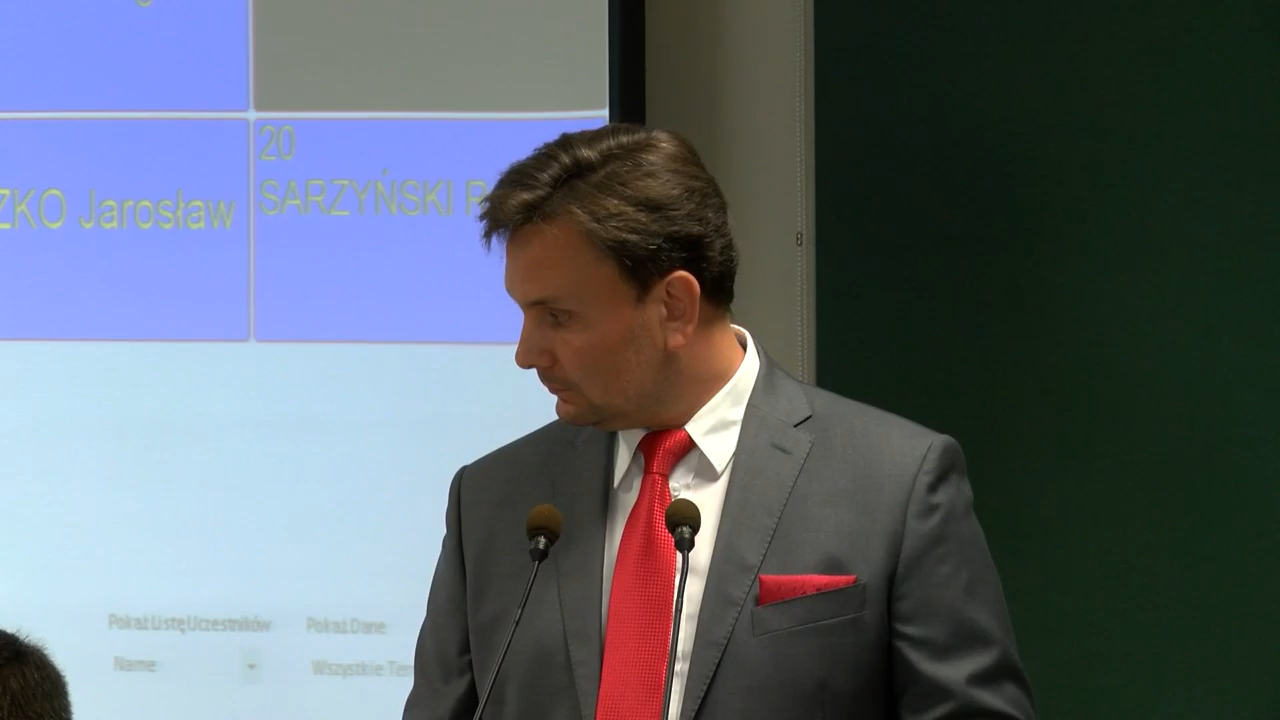 20
SARZYŃSKI
ZKO Jarosław
Pokaż Listę Uczestników
Pokaż Dane
Name
Wszystkie